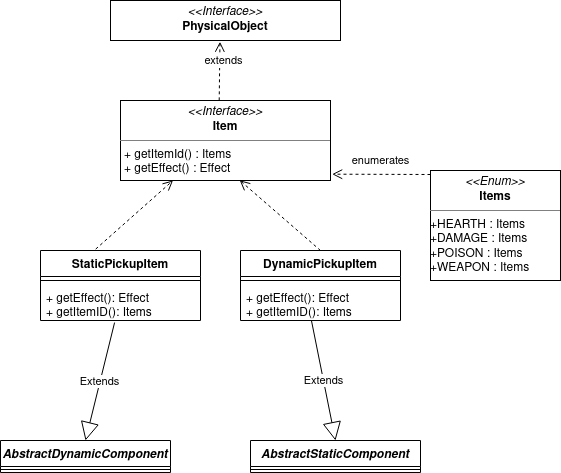 <<Interface>>
PhysicalObject
extends
<<Interface>>
Item
+ getItemId() : Items
+ getEffect() : Effect
enumerates
<<Enum>>
Items
+HEARTH : Items
+DAMAGE : Items
+POISON : Items
+WEAPON : Items
StaticPickupItem
+ getEffect(): Effect
+ getItemID(): Items
DynamicPickupItem
+ getEffect(): Effect
+ getItemID(): Items
Extends
Extends
AbstractDynamicComponent
AbstractStaticComponent